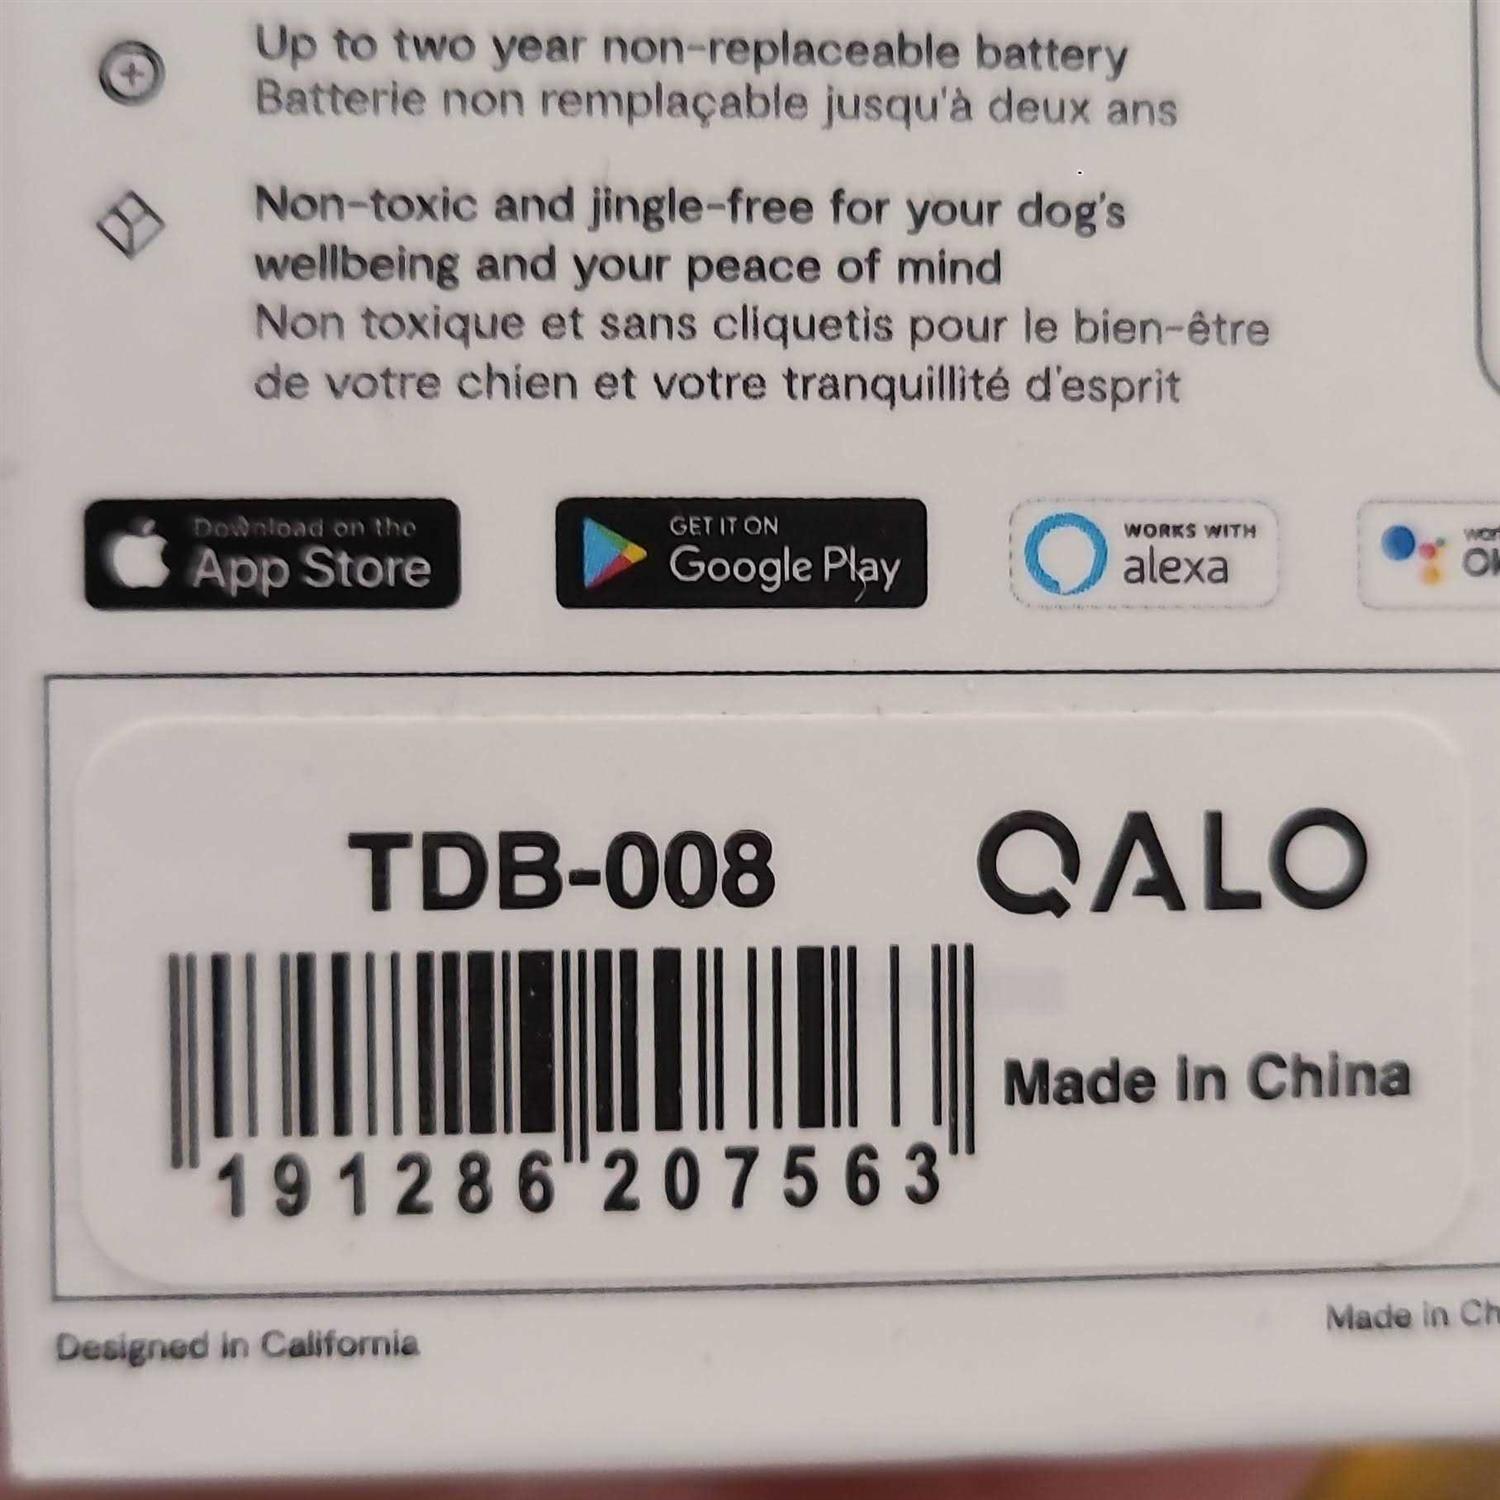 Up to two year non-replaceable battery
Batterie non remplaçable jusqu'à deux ans
Non-toxic and jingle-free for your dog's
wellbeing and your peace of mind
Non toxique et sans cliquetis pour le bien-être
de votre chien et votre tranquillité d'esprit
Download on the
App Store
GET IT ON
Google Play
WORKS WITH
alexa
TDB-008
QALO
Made in China
191286 207563
Designed in California
Made in